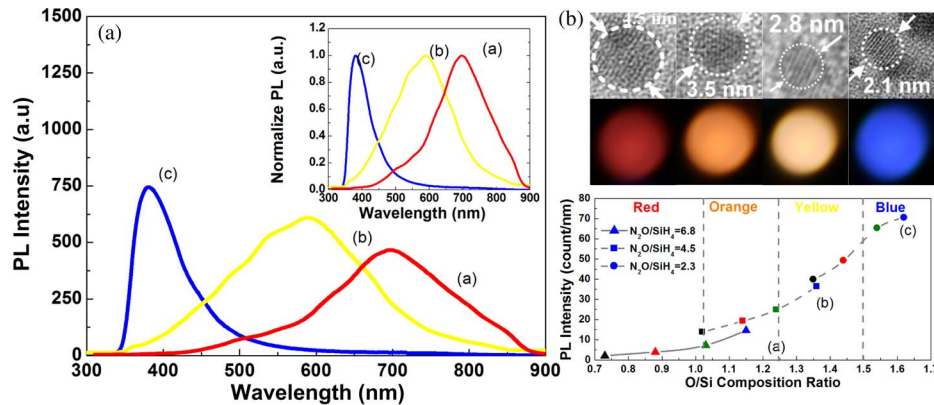 (a)
PL Intensity (a.u)
1500
1250
1000
750
500
250
0
300 400 500 600 700 800 900
Wavelength (nm)
(c)
(b)
(a)
Normalize PL (a.u.)
1.0
0.8
0.6
0.4
0.2
0.0
300 400 500 600 700 800 900
Wavelength (nm)
(c)
(b)
(a)
(b)
4.5 nm
3.5 nm
2.8 nm
2.1 nm
PL Intensity (count/nm)
80
70
60
50
40
30
20
10
0
Red Orange Yellow Blue
N₂O/SiH₄=6.8
N₂O/SiH₄=4.5
N₂O/SiH₄=2.3
(c)
(b)
(a)
0.7 0.8 0.9 1.0 1.1 1.2 1.3 1.4 1.5 1.6 1.7
O/Si Composition Ratio